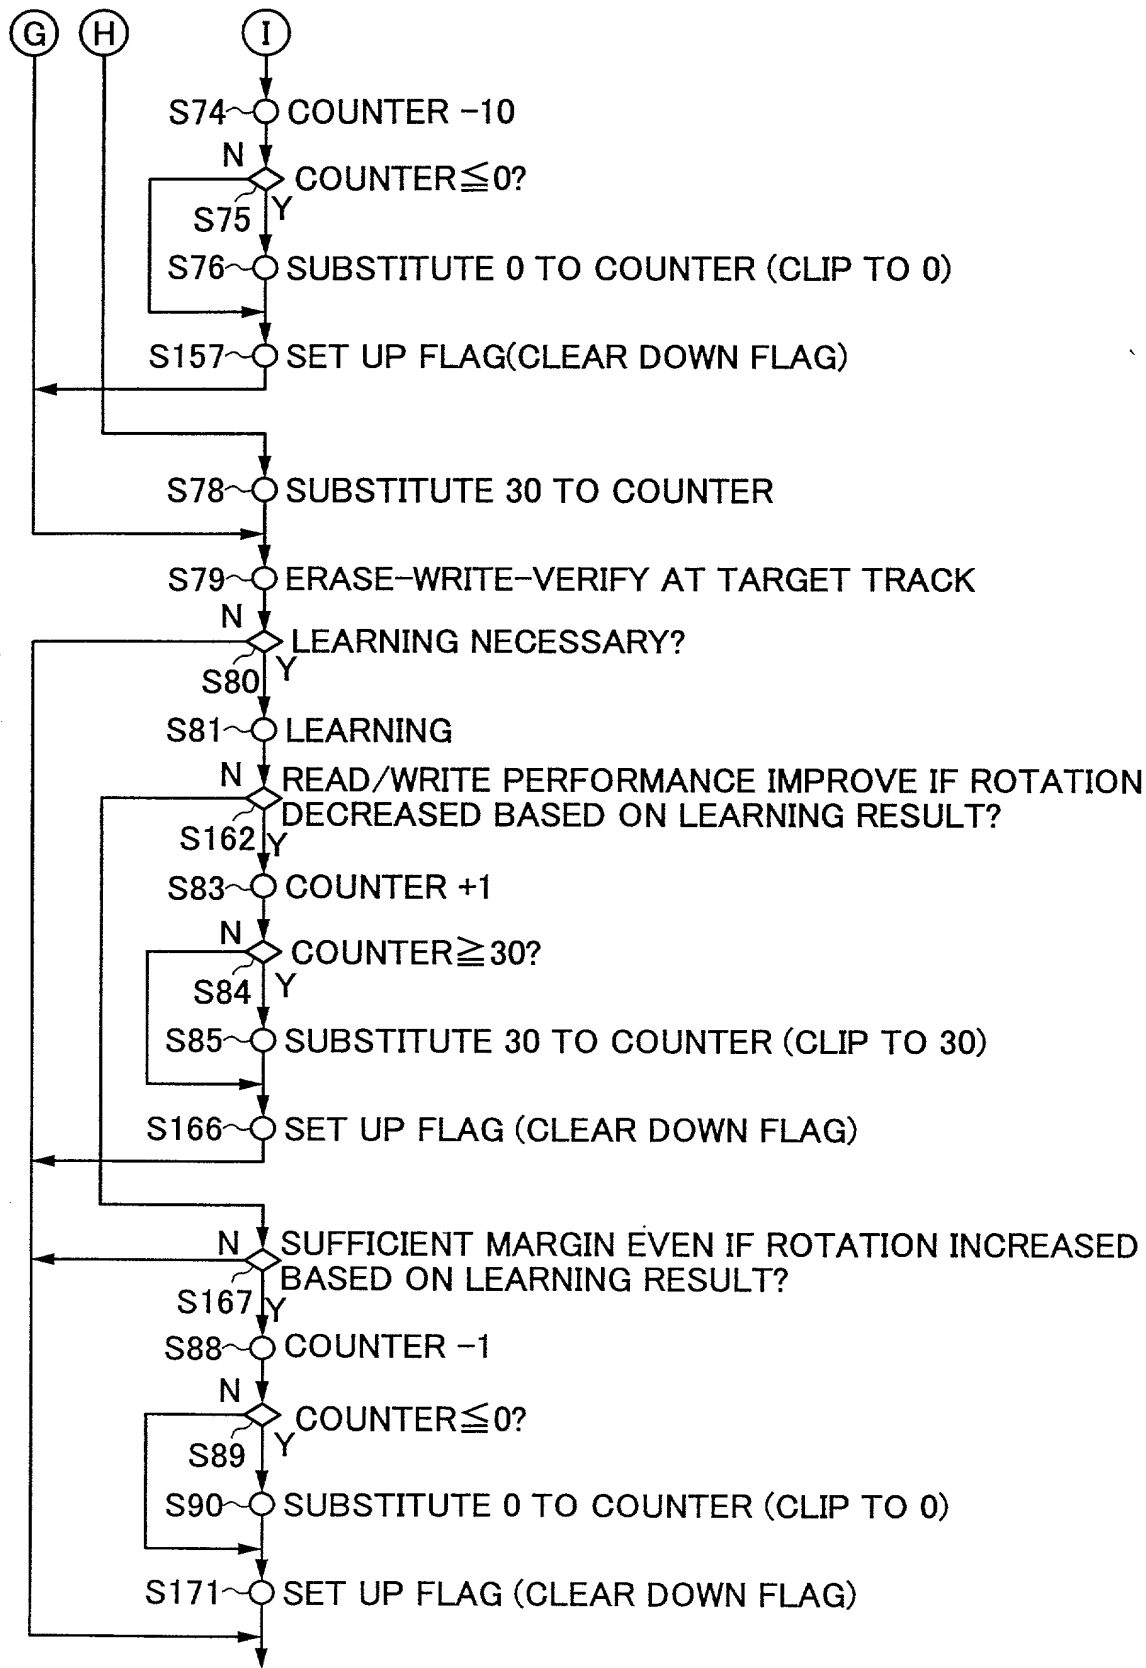 G H I
S74 COUNTER -10
N
COUNTER≦0?
S75 Y
S76 SUBSTITUTE 0 TO COUNTER (CLIP TO 0)
S157 SET UP FLAG(CLEAR DOWN FLAG)
S78 SUBSTITUTE 30 TO COUNTER
S79 ERASE-WRITE-VERIFY AT TARGET TRACK
N
LEARNING NECESSARY?
S80 Y
S81 LEARNING
N READ/WRITE PERFORMANCE IMPROVE IF ROTATION
DECREASED BASED ON LEARNING RESULT?
S162 Y
S83 COUNTER +1
N
COUNTER≧30?
S84 Y
S85 SUBSTITUTE 30 TO COUNTER (CLIP TO 30)
S166 SET UP FLAG (CLEAR DOWN FLAG)
N SUFFICIENT MARGIN EVEN IF ROTATION INCREASED
BASED ON LEARNING RESULT?
S167 Y
S88 COUNTER -1
N
COUNTER≦0?
S89 Y
S90 SUBSTITUTE 0 TO COUNTER (CLIP TO 0)
S171 SET UP FLAG (CLEAR DOWN FLAG)